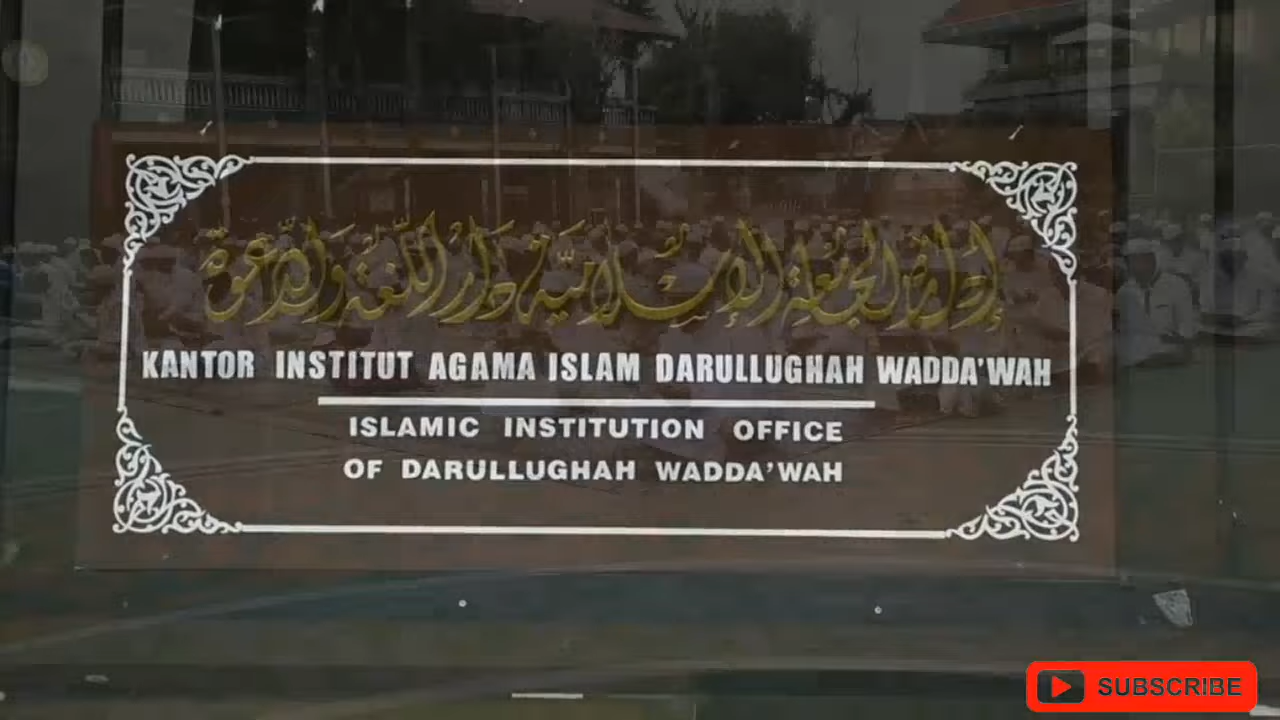 إدارة الجامعة الإسلامية دار اللغة والدعوة
KANTOR INSTITUT AGAMA ISLAM DARULLUGHAH WADDA'WAH
ISLAMIC INSTITUTION OFFICE
OF DARULLUGHAH WADDA'WAH
SUBSCRIBE